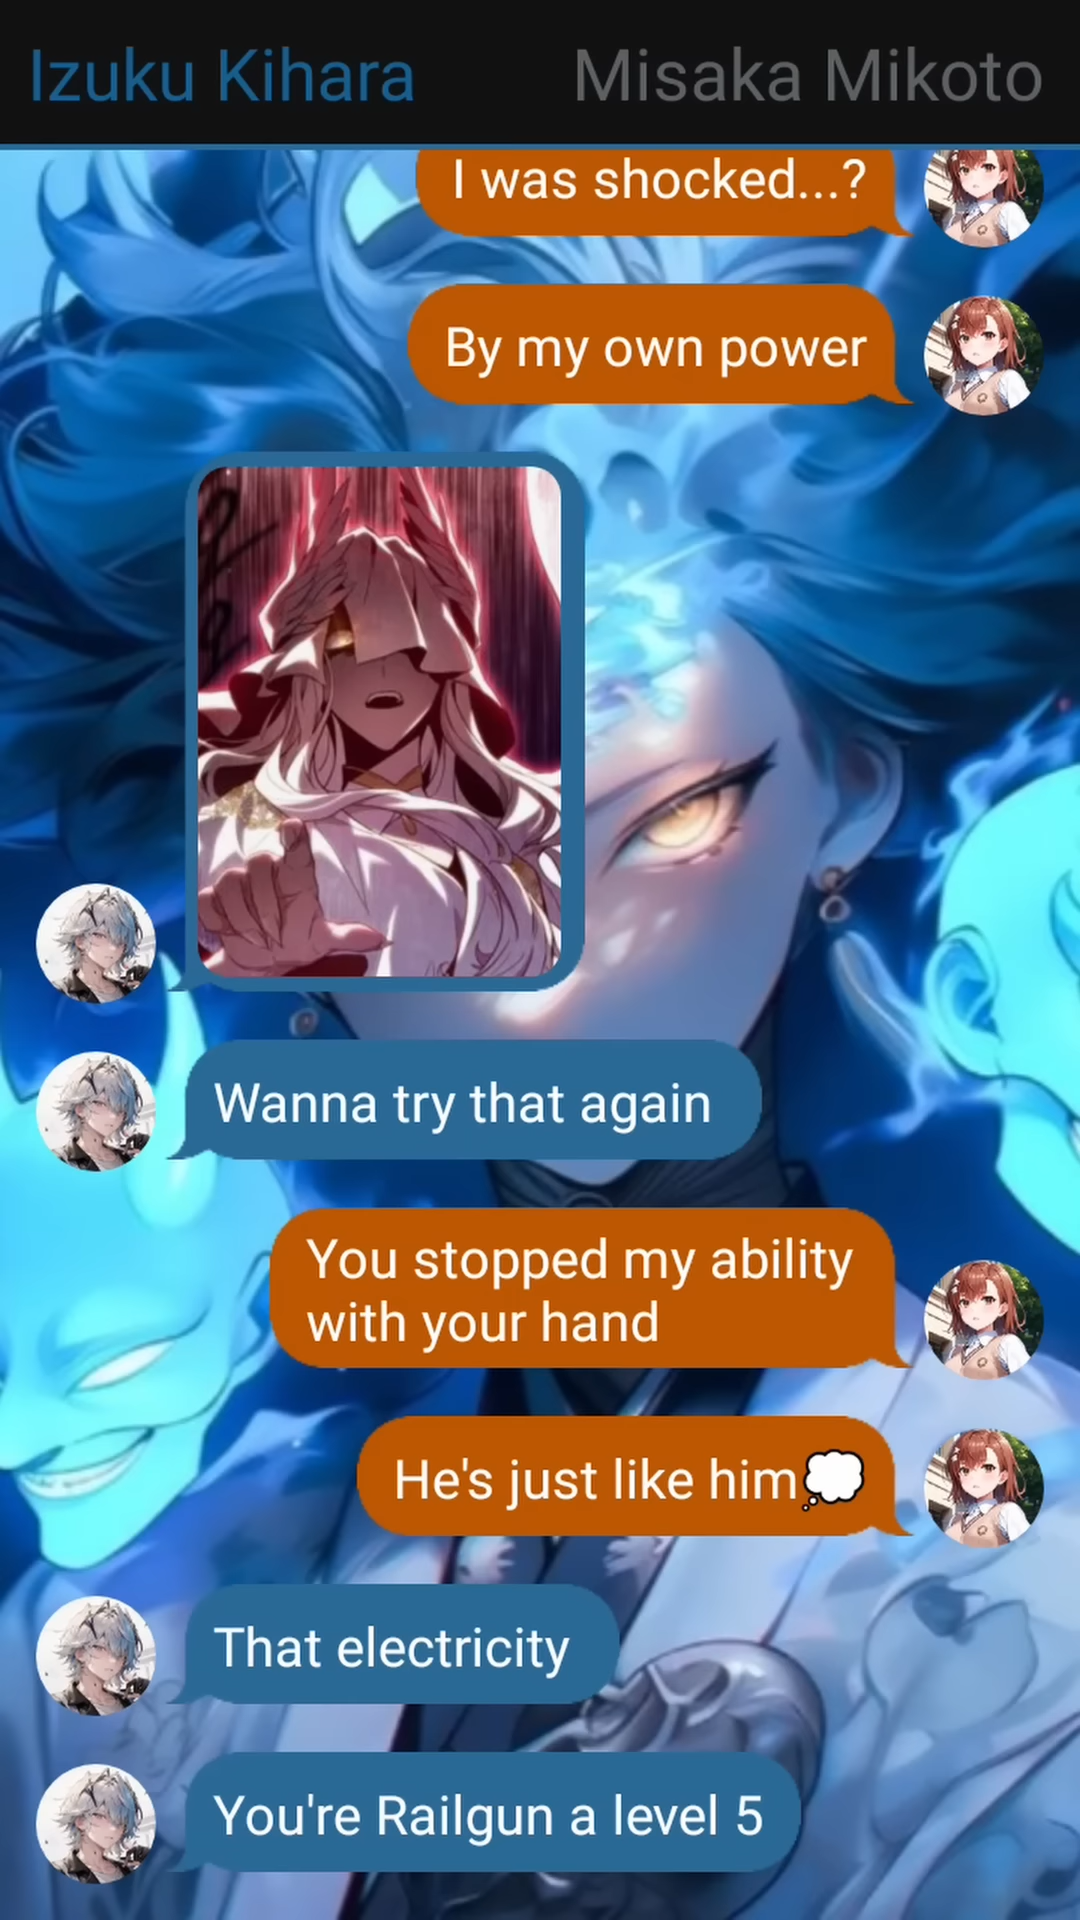 Izuku Kihara
Misaka Mikoto
I was shocked...?
By my own power
Wanna try that again
You stopped my ability
with your hand
He's just like him💭
That electricity
You're Railgun a level 5